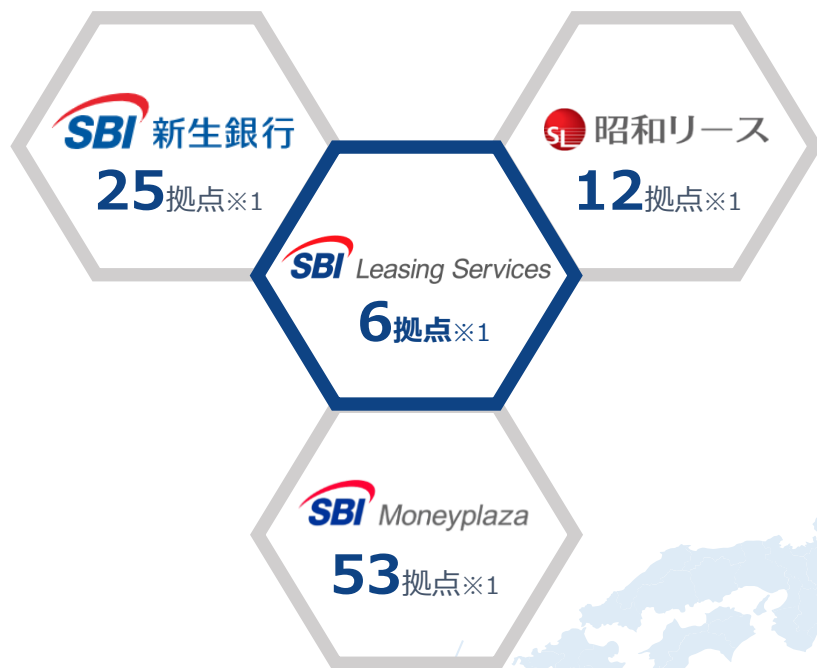 SBI 新生銀行
25拠点※1
SL 昭和リース
12拠点※1
SBI Leasing Services
6拠点※1
SBI Moneyplaza
53拠点※1